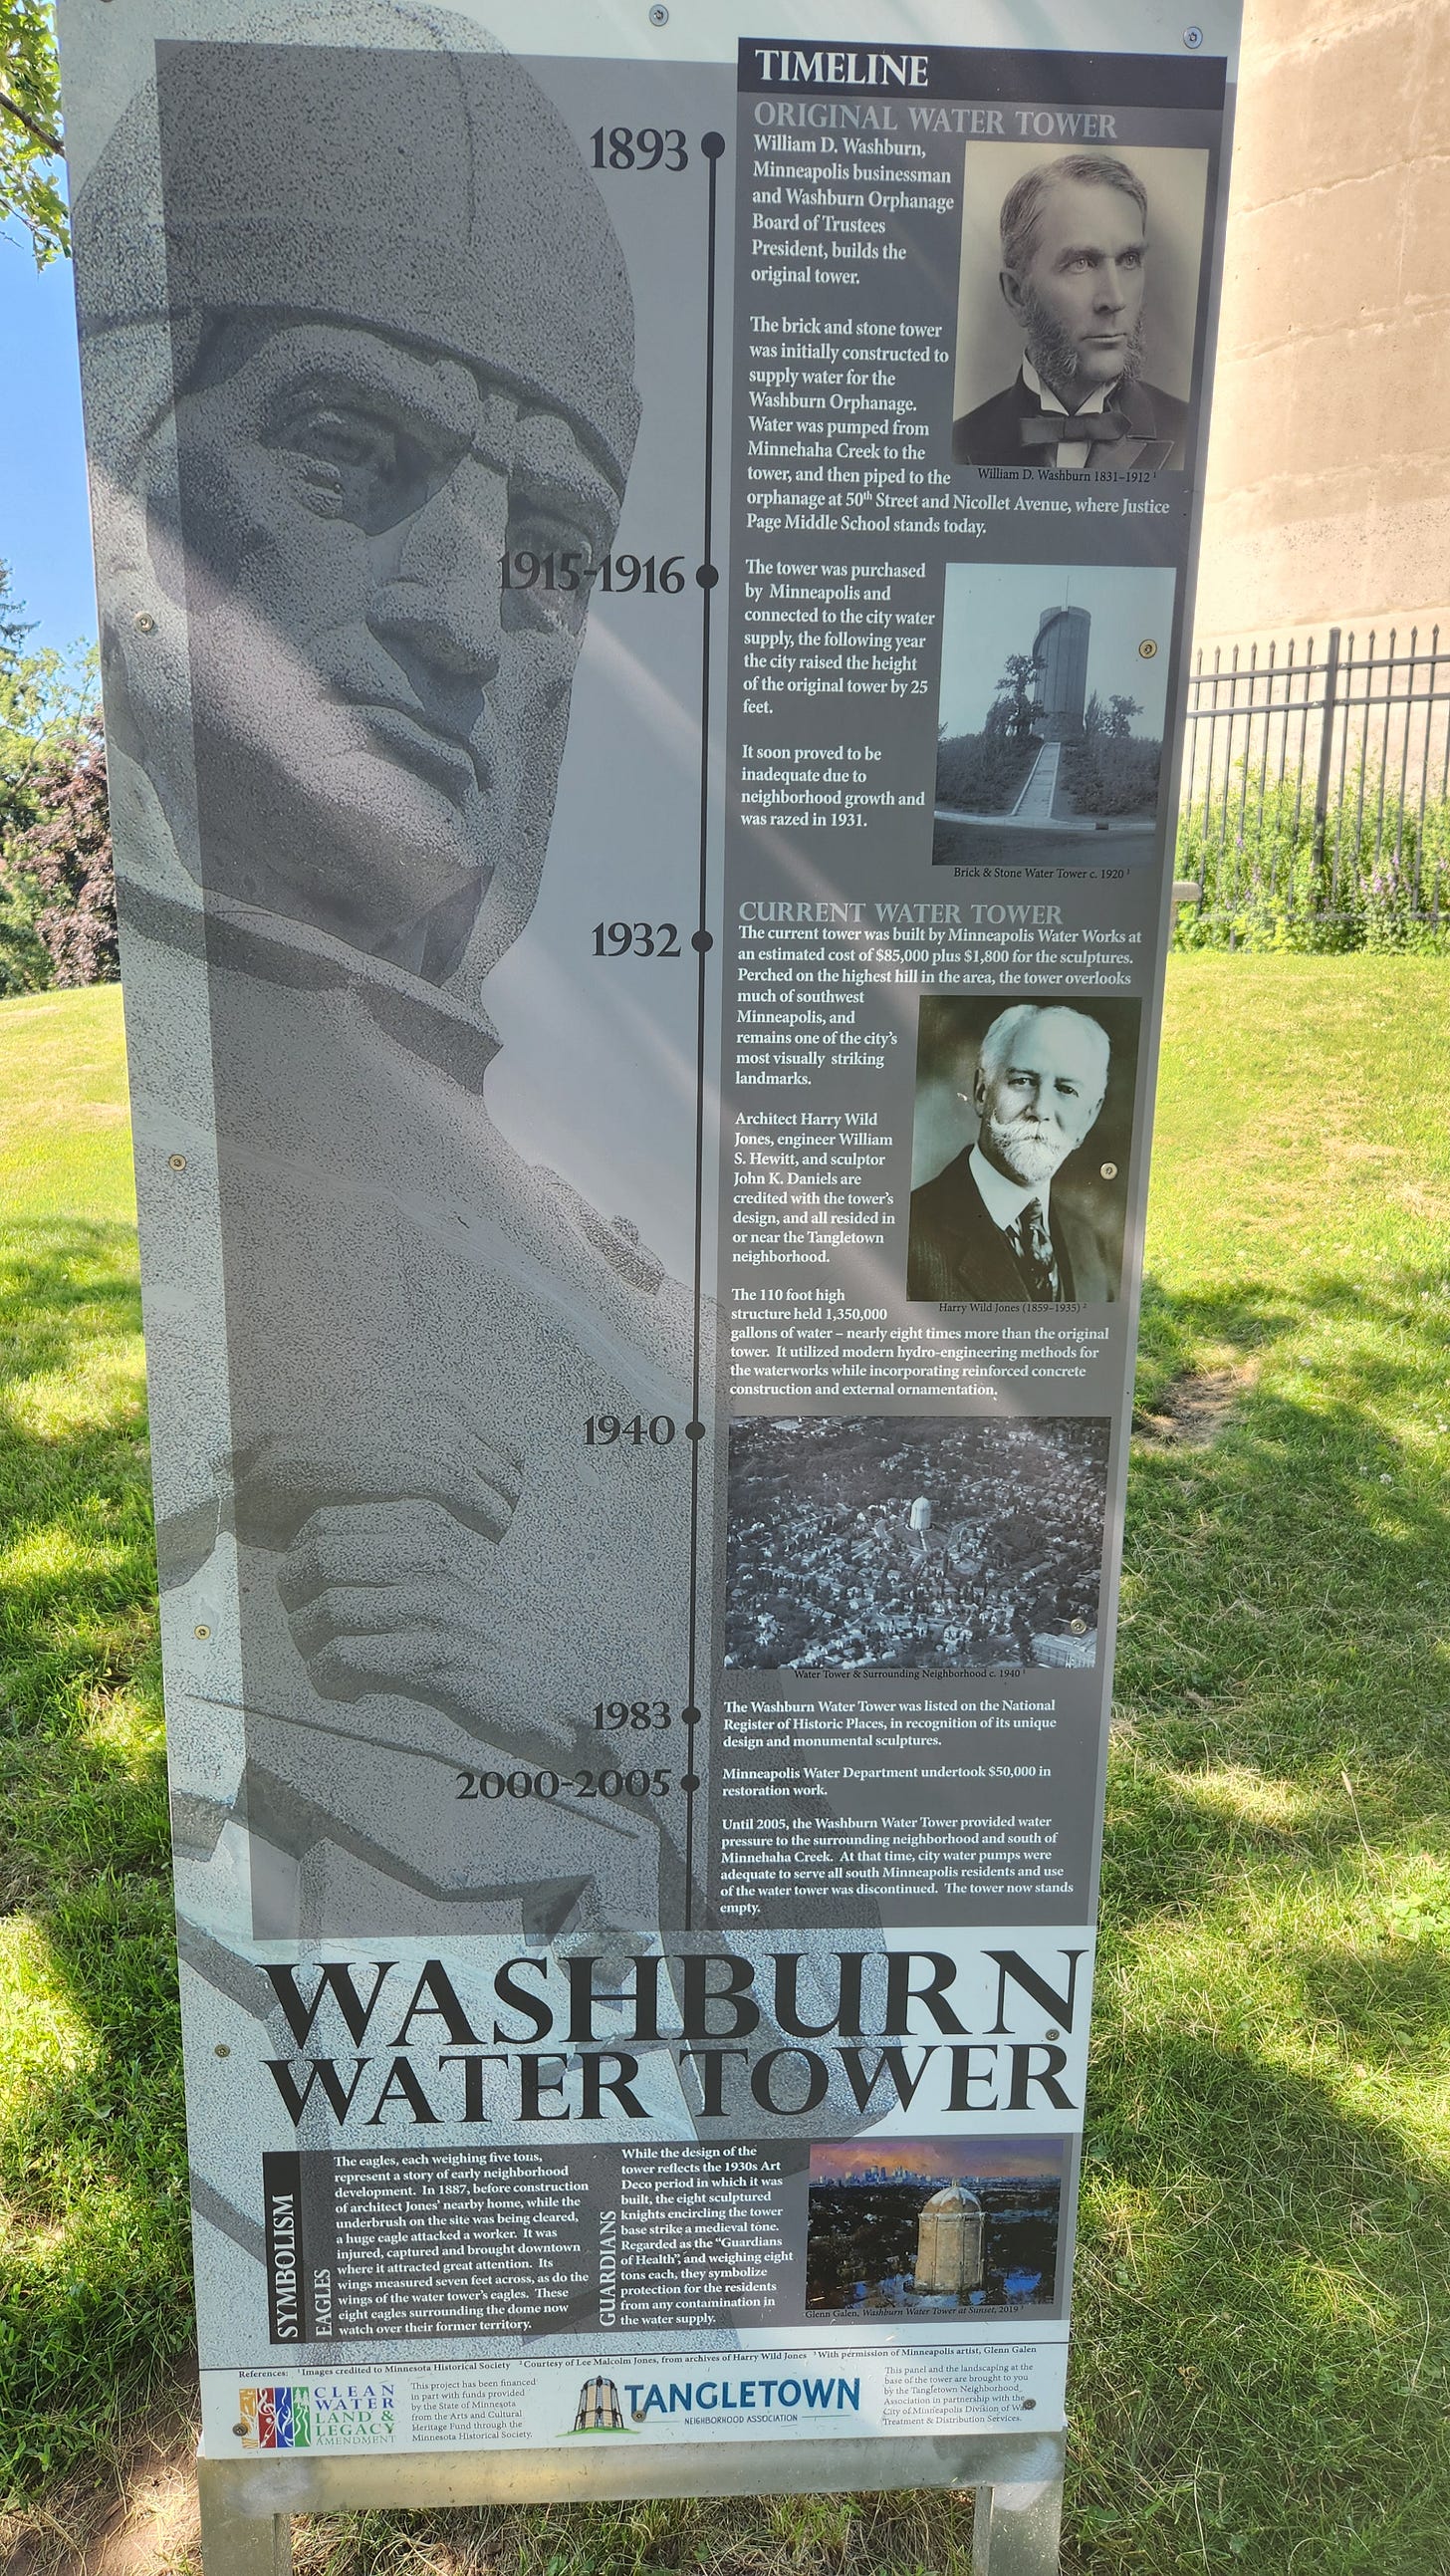 TIMELINE
ORIGINAL WATER TOWER
1893
William D. Washburn,
Minneapolis businessman
and Washburn Orphanage
Board of Trustees
President, builds the
original tower.
The brick and stone tower
was initially constructed to
supply water for the
Washburn Orphanage.
Water was pumped from
Minnehaha Creek to the
tower, and then piped to the
orphanage at 50th Street and Nicollet Avenue, where Justice
Page Middle School stands today.
William D. Washburn 1831–1912 ¹
1915-1916
The tower was purchased
by Minneapolis and
connected to the city water
supply, the following year
the city raised the height
of the original tower by 25
feet.
It soon proved to be
inadequate due to
neighborhood growth and
was razed in 1931.
Brick & Stone Water Tower c. 1920 ¹
CURRENT WATER TOWER
1932
The current tower was built by Minneapolis Water Works at
an estimated cost of $85,000 plus $1,800 for the sculptures.
Perched on the highest hill in the area, the tower overlooks
much of southwest
Minneapolis, and
remains one of the city's
most visually striking
landmarks.
Architect Harry Wild
Jones, engineer William
S. Hewitt, and sculptor
John K. Daniels are
credited with the tower's
design, and all resided in
or near the Tangletown
neighborhood.
Harry Wild Jones (1859–1935) ²
The 110 foot high
structure held 1,350,000
gallons of water – nearly eight times more than the original
tower. It utilized modern hydro-engineering methods for
the waterworks while incorporating reinforced concrete
construction and external ornamentation.
1940
Water Tower & Surrounding Neighborhood c. 1940 ¹
1983
The Washburn Water Tower was listed on the National
Register of Historic Places, in recognition of its unique
design and monumental sculptures.
2000-2005
Minneapolis Water Department undertook $50,000 in
restoration work.
Until 2005, the Washburn Water Tower provided water
pressure to the surrounding neighborhood and south of
Minnehaha Creek. At that time, city water pumps were
adequate to serve all south Minneapolis residents and use
of the water tower was discontinued. The tower now stands
empty.
WASHBURN
WATER TOWER
SYMBOLISM
EAGLES
The eagles, each weighing five tons,
represent a story of early neighborhood
development. In 1887, before construction
of architect Jones' nearby home, while the
underbrush on the site was being cleared,
a huge eagle attacked a worker. It was
injured, captured and brought downtown
where it attracted great attention. Its
wings measured seven feet across, as do the
wings of the water tower's eagles. These
eight eagles surrounding the dome now
watch over their former territory.
GUARDIANS
While the design of the
tower reflects the 1930s Art
Deco period in which it was
built, the eight sculptured
knights encircling the tower
base strike a medieval tone.
Regarded as the "Guardians
of Health", and weighing eight
tons each, they symbolize
protection for the residents
from any contamination in
the water supply.
Glenn Galen, Washburn Water Tower at Sunset, 2019 ³
References: ¹ Images credited to Minnesota Historical Society ² Courtesy of Lee Malcolm Jones, from archives of Harry Wild Jones ³ With permission of Minneapolis artist, Glenn Galen
CLEAN
WATER
LAND &
LEGACY
AMENDMENT
This project has been financed
in part with funds provided
by the State of Minnesota
from the Arts and Cultural
Heritage Fund through the
Minnesota Historical Society.
TANGLETOWN
NEIGHBORHOOD ASSOCIATION
This panel and the landscaping at the
base of the tower are brought to you
by the Tangletown Neighborhood
Association in partnership with the
City of Minneapolis Division of
Treatment & Distribution Services.